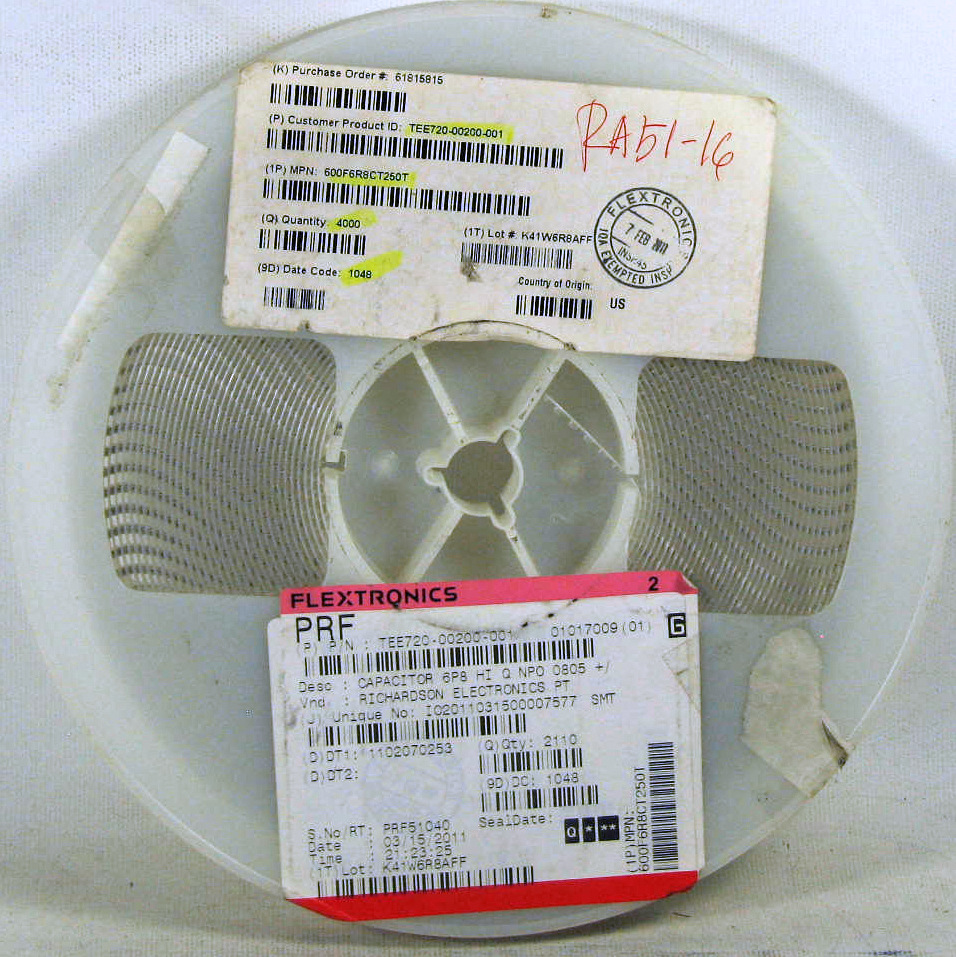 (K) Purchase Order #: 61815815
(P) Customer Product ID: TEE720-00200-001
(1P) MPN: 600F6R8CT250T
(Q) Quantity: 4000
(1T) Lot #: K41W6R8AFF
(9D) Date Code: 1048
Country of Origin:
US
RA51-16
FLEXTRONICS
7 FEB
EXEMPTED INSP
FLEXTRONICS 2
PRF
(P) P/N : TEE720-00200-001 01017009(01) G
Desc : CAPACITOR 6P8 HI Q NPO 0805 +/
Vnd : RICHARDSON ELECTRONICS PT
(J) Unique No: IO2011031500007577 SMT
(D)DT1: 1102070253 (Q)Qty: 2110
(D)DT2:
(9D)DC: 1048
SealDate: Q * **
S.No/RT: PRF51040
Date : 03/15/2011
Time : 21:23:25
(1T)Lot: K41W6R8AFF
(1P)MPN:
600F6R8CT250T